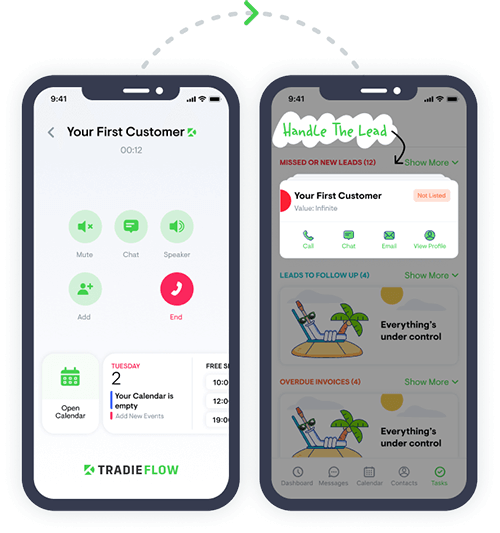 9:41
Your First Customer
00:12
Mute
Chat
Speaker
Add
End
Open
Calendar
TUESDAY
2
Your Calendar is
empty
Add New Events
FREE
10:0
12:0
19:0
TRADIEFLOW
9:41
Handle The Lead
MISSED OR NEW LEADS (12)
Show More
Your First Customer
Not Listed
Value: Infinite
Call
Chat
Email
View Profile
LEADS TO FOLLOW UP (4)
Show More
Everything's
under control
OVERDUE INVOICES (4)
Show More
Everything's
under control
Dashboard
Messages
Calendar
Contacts
Tasks